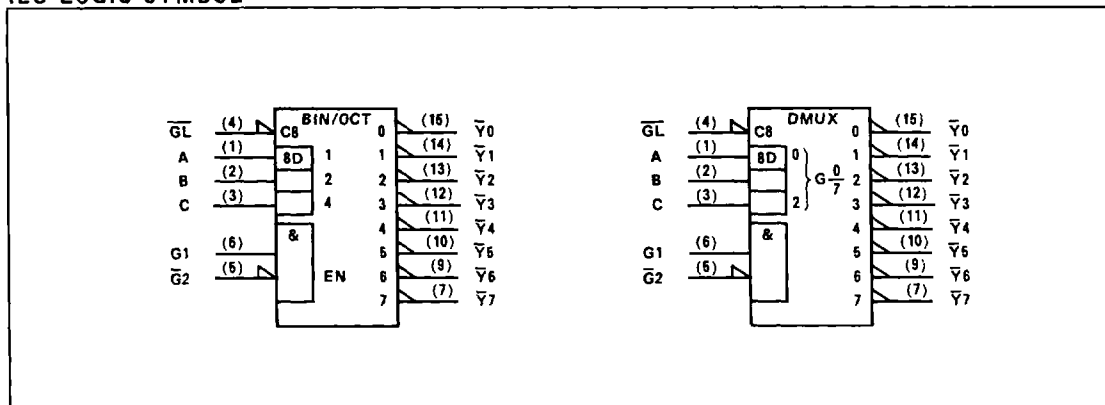 IEC LOGIC SYMBOL
BIN/OCT
DMUX
GL (4) C8 0 (15) Y0
A (1) 8D 1 1 (14) Y1
B (2) 2 2 (13) Y2
C (3) 4 3 (12) Y3
& 4 (11) Y4
G1 (6) 5 (10) Y5
G2 (5) EN 6 (9) Y6
7 (7) Y7
GL (4) C8 0 (15) Y0
A (1) 8D 0 1 (14) Y1
B (2) G 0/7 2 (13) Y2
C (3) 2 3 (12) Y3
& 4 (11) Y4
G1 (6) 5 (10) Y5
G2 (5) 6 (9) Y6
7 (7) Y7